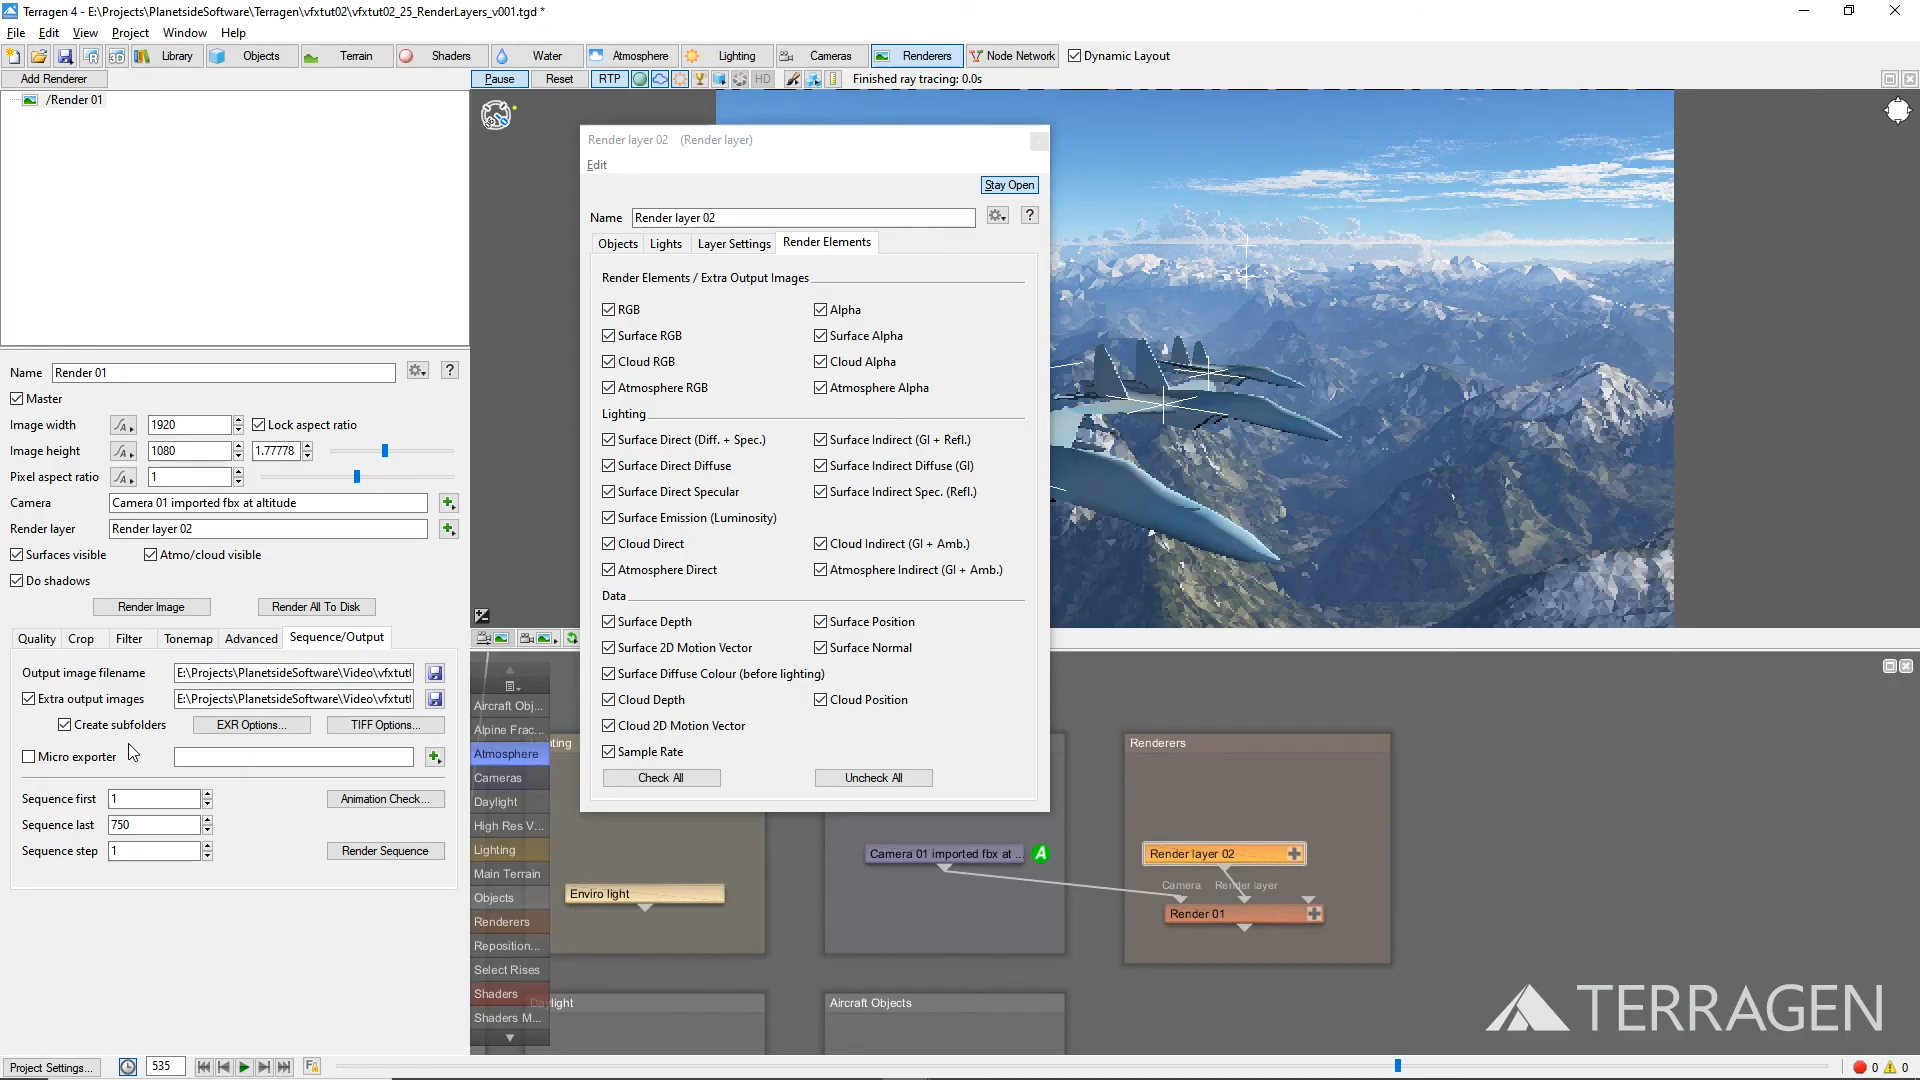 Terragen 4 - E:\Projects\PlanetsideSoftware\Terragen\vfxtut02\vfxtut02_25_RenderLayers_v001.tgd *
File Edit View Project Window Help
Library Objects Terrain Shaders Water Atmosphere Lighting Cameras Renderers Node Network Dynamic Layout
Add Renderer
Pause Reset RTP HD Finished ray tracing: 0.0s
/Render 01
Render layer 02 (Render layer)
Edit
Stay Open
Name Render layer 02 ?
Objects Lights Layer Settings Render Elements
Render Elements / Extra Output Images
RGB Alpha
Surface RGB Surface Alpha
Cloud RGB Cloud Alpha
Atmosphere RGB Atmosphere Alpha
Lighting
Surface Direct (Diff. + Spec.) Surface Indirect (GI + Refl.)
Surface Direct Diffuse Surface Indirect Diffuse (GI)
Surface Direct Specular Surface Indirect Spec. (Refl.)
Surface Emission (Luminosity)
Cloud Direct Cloud Indirect (GI + Amb.)
Atmosphere Direct Atmosphere Indirect (GI + Amb.)
Data
Surface Depth Surface Position
Surface 2D Motion Vector Surface Normal
Surface Diffuse Colour (before lighting)
Cloud Depth Cloud Position
Cloud 2D Motion Vector
Sample Rate
Check All Uncheck All
Name Render 01 ?
Master
Image width 1920 Lock aspect ratio
Image height 1080 1.77778
Pixel aspect ratio 1
Camera Camera 01 imported fbx at altitude
Render layer Render layer 02
Surfaces visible Atmo/cloud visible
Do shadows
Render Image Render All To Disk
Quality Crop Filter Tonemap Advanced Sequence/Output
Output image filename E:\Projects\PlanetsideSoftware\Video\vfxtut
Extra output images E:\Projects\PlanetsideSoftware\Video\vfxtut
Create subfolders EXR Options... TIFF Options...
Micro exporter
Sequence first 1 Animation Check...
Sequence last 750
Sequence step 1 Render Sequence
Aircraft Obj...
Alpine Frac...
Atmosphere
Cameras
Daylight
High Res V...
Lighting
Main Terrain
Objects
Renderers
Reposition...
Select Rises
Shaders
Shaders M...
Enviro light
Camera 01 imported fbx at ... A
Renderers
Render layer 02
Camera Render layer
Render 01
Aircraft Objects
TERRAGEN
Project Settings... 535 0 0